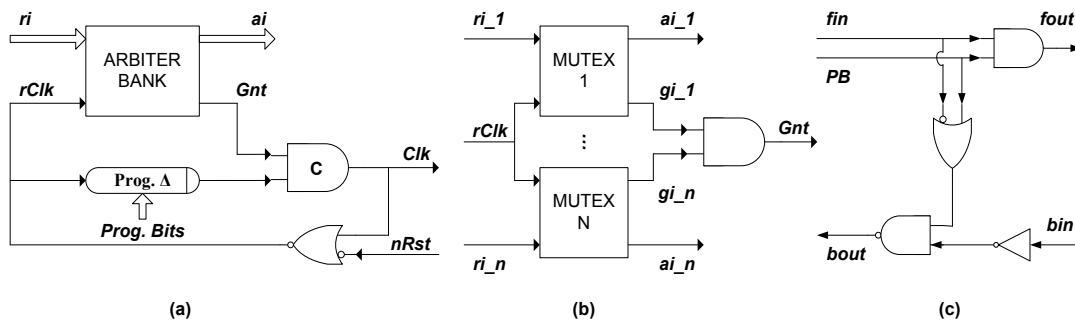 ri
ai
ARBITER
BANK
rClk
Gnt
C
Clk
Prog. Δ
Prog. Bits
nRst
(a)
ri_1
ai_1
MUTEX
1
gi_1
rClk
...
Gnt
MUTEX
N
gi_n
ri_n
ai_n
(b)
fin
fout
PB
bin
bout
(c)